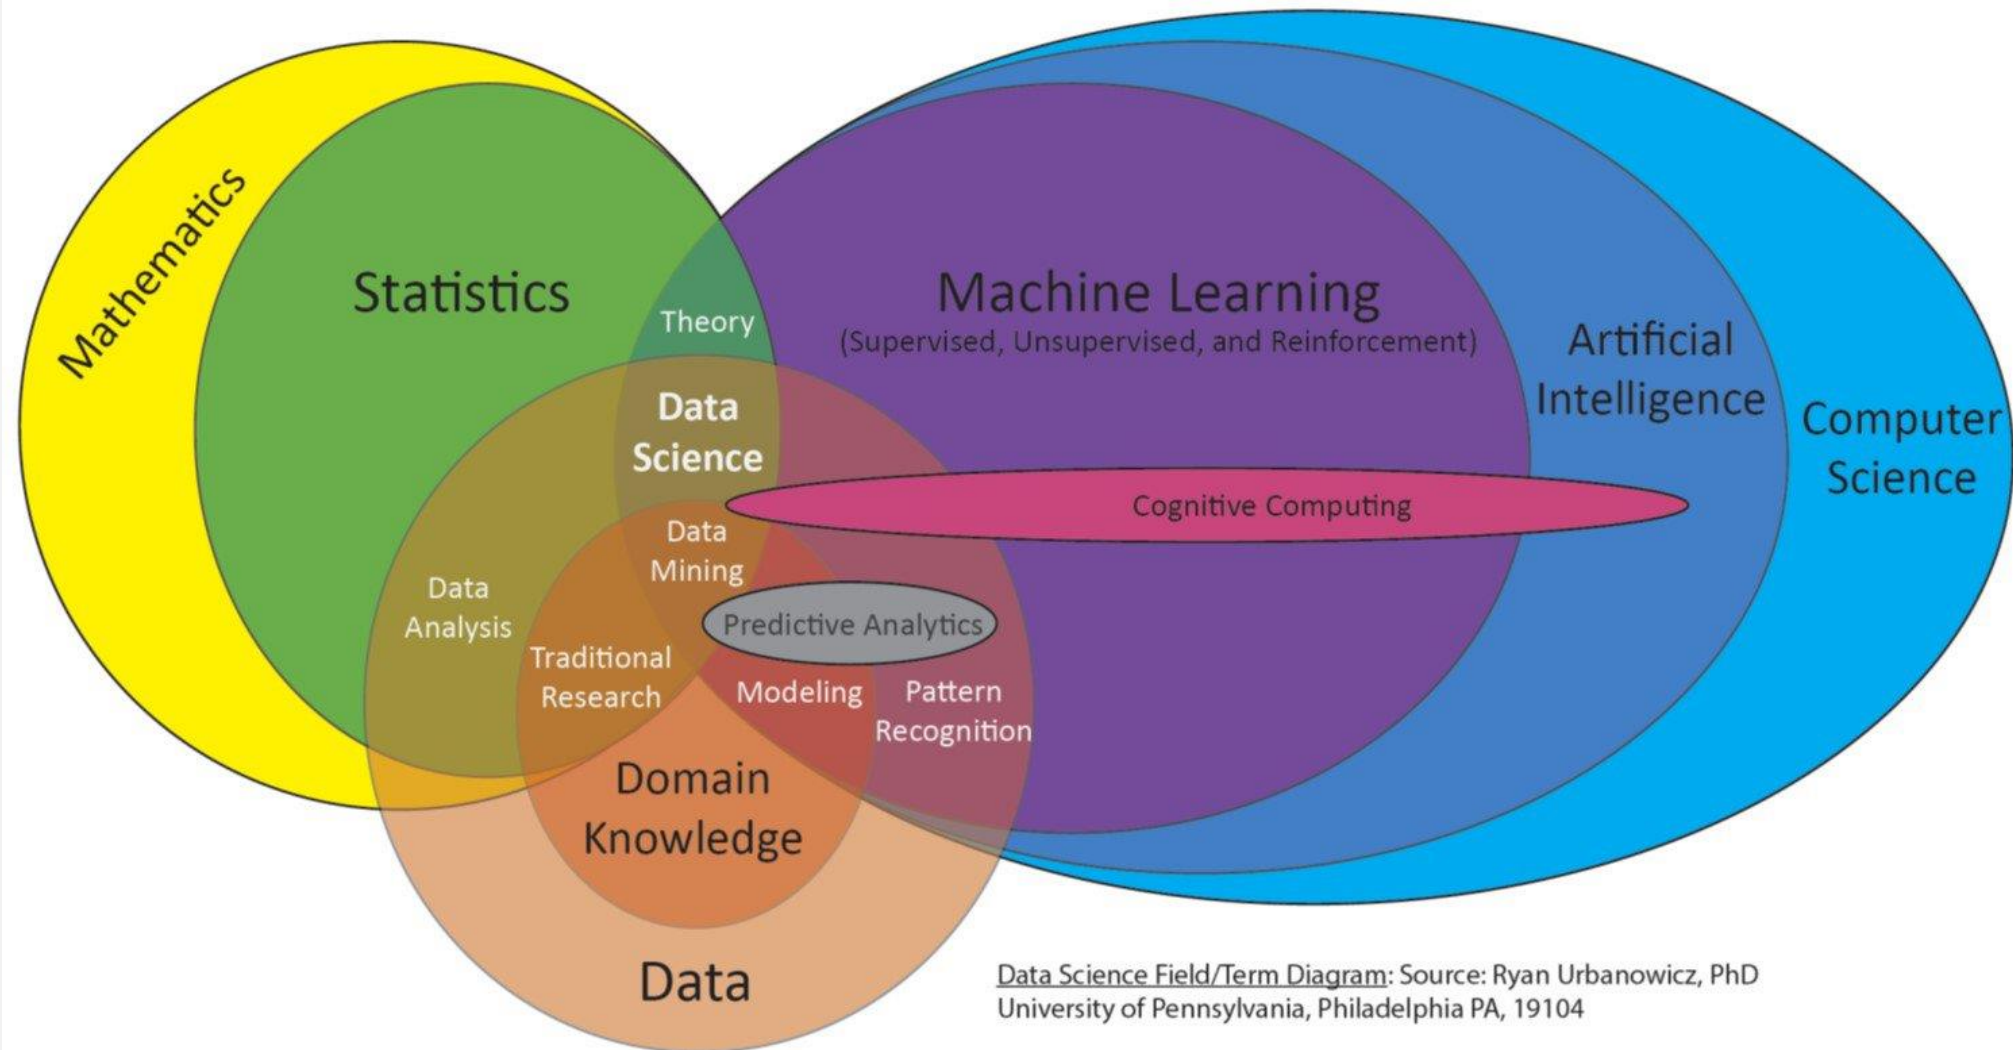 Mathematics
Statistics
Theory
Machine Learning
(Supervised, Unsupervised, and Reinforcement)
Artificial
Intelligence
Computer
Science
Data
Science
Cognitive Computing
Data
Mining
Data
Analysis
Predictive Analytics
Traditional
Research
Modeling
Pattern
Recognition
Domain
Knowledge
Data
Data Science Field/Term Diagram: Source: Ryan Urbanowicz, PhD
University of Pennsylvania, Philadelphia PA, 19104